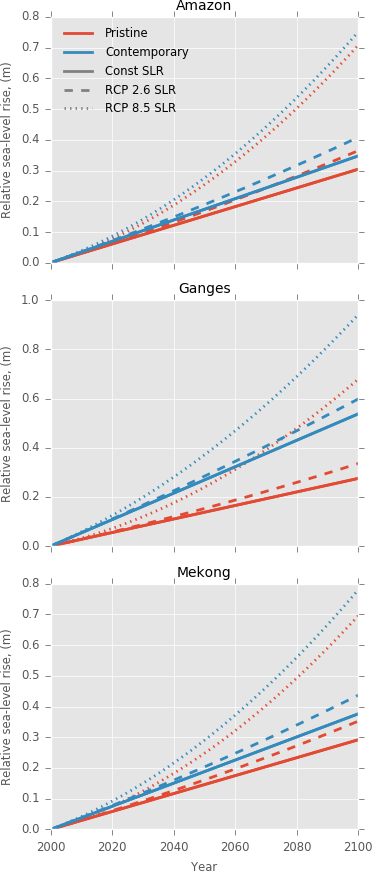 Amazon
Relative sea-level rise, (m)
0.8
0.7
0.6
0.5
0.4
0.3
0.2
0.1
0.0
Pristine
Contemporary
Const SLR
RCP 2.6 SLR
RCP 8.5 SLR
Ganges
Relative sea-level rise, (m)
1.0
0.8
0.6
0.4
0.2
0.0
Mekong
Relative sea-level rise, (m)
0.8
0.7
0.6
0.5
0.4
0.3
0.2
0.1
0.0
2000 2020 2040 2060 2080 2100
Year